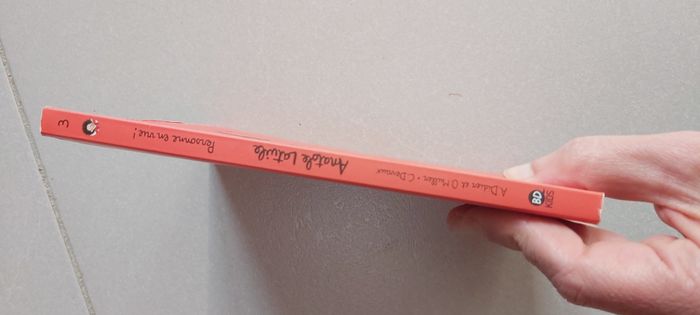 BD KIDS
A. Didier et O. Muller • C. Devaux
Anatole Latuile
Personne en vue !
3